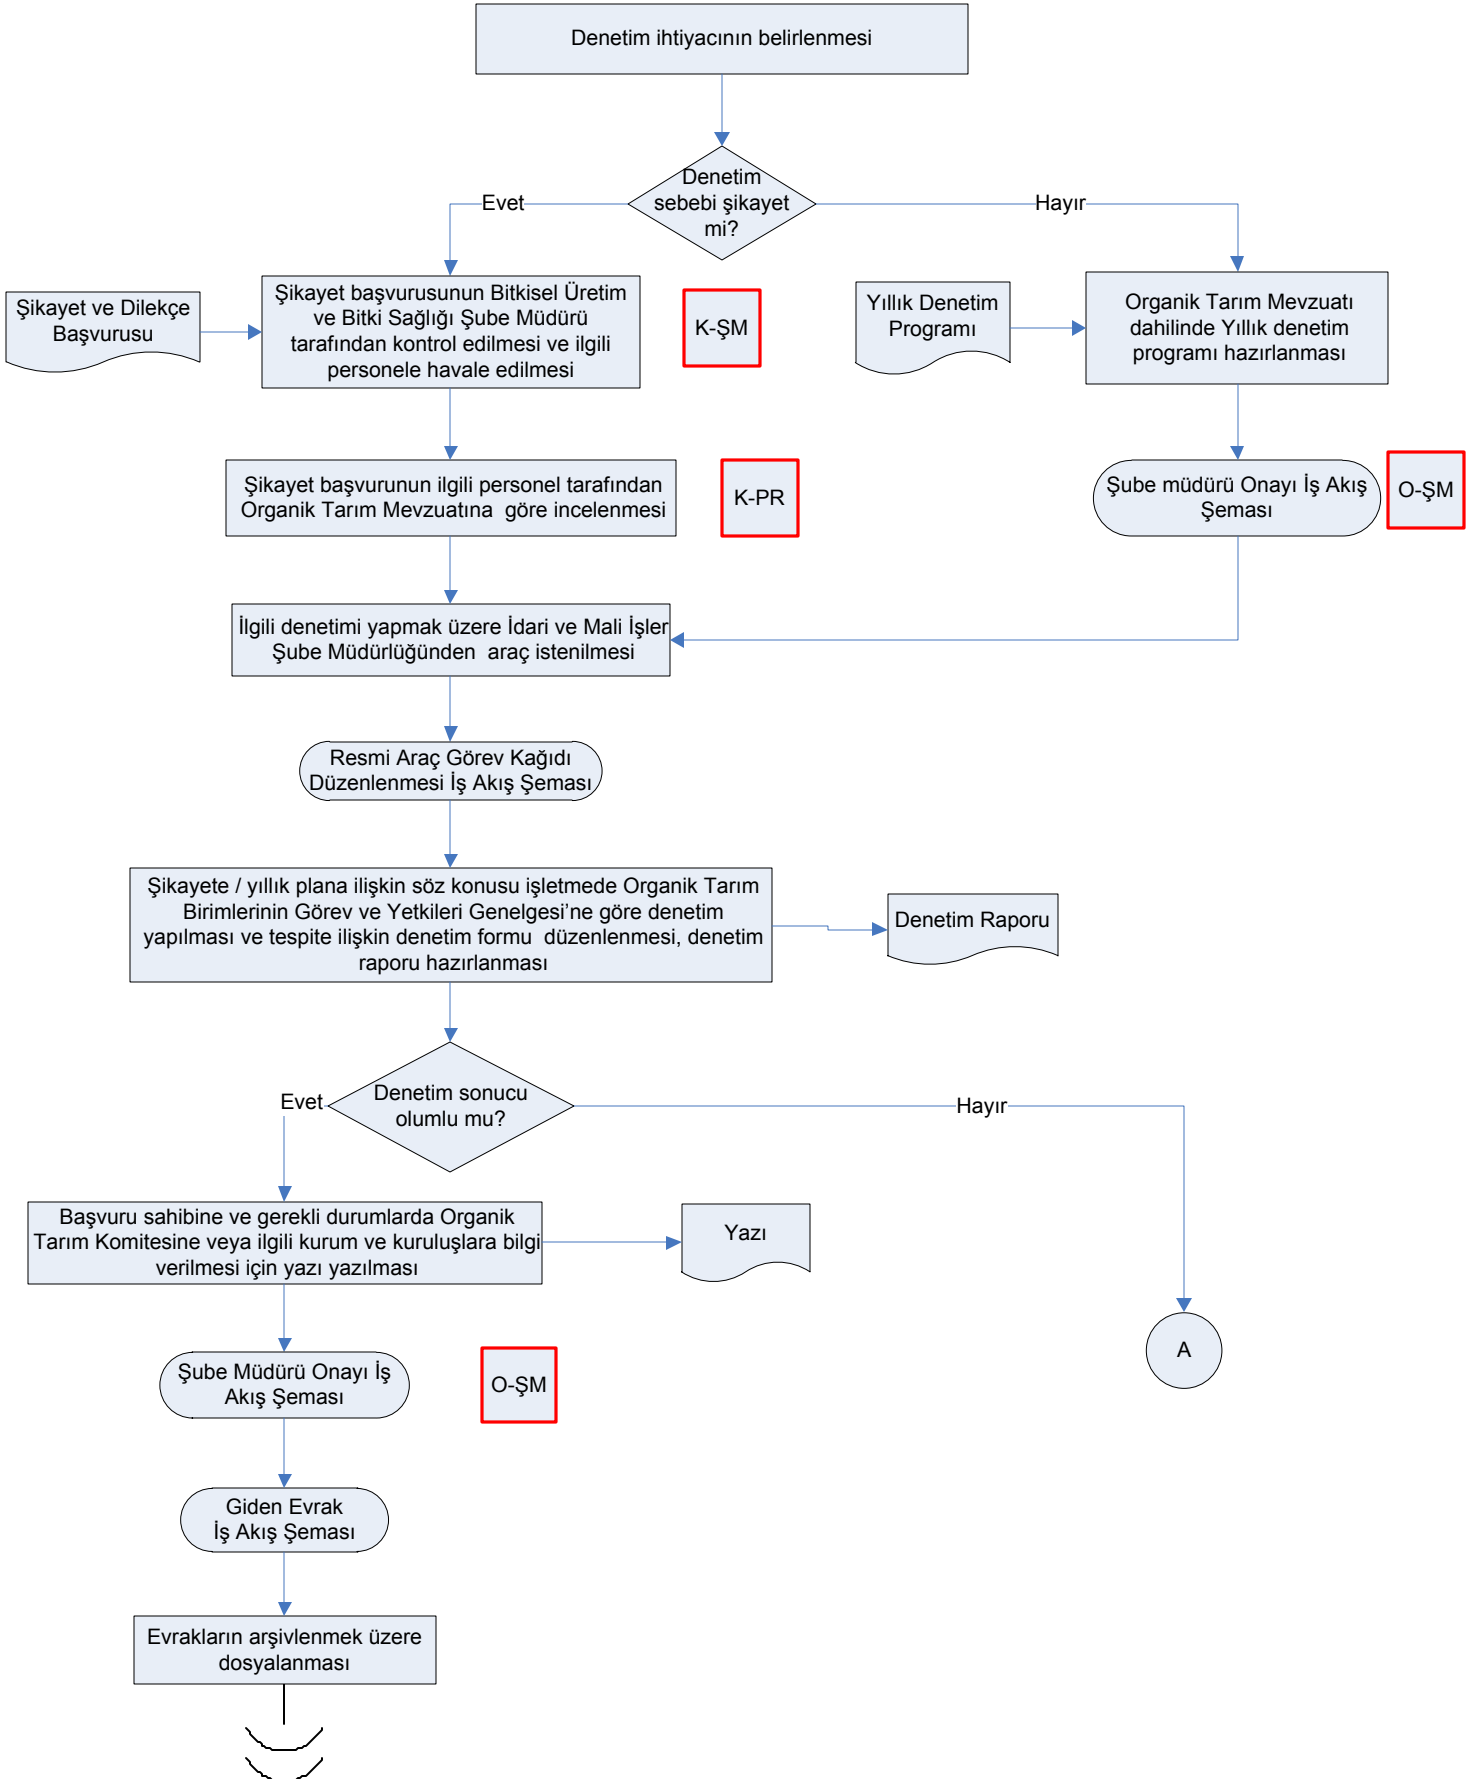 Denetim ihtiyacının belirlenmesi
Denetim
sebebi şikayet
mi?
Evet
Hayır
Şikayet ve Dilekçe
Başvurusu
Şikayet başvurusunun Bitkisel Üretim
ve Bitki Sağlığı Şube Müdürü
tarafından kontrol edilmesi ve ilgili
personele havale edilmesi
K-ŞM
Yıllık Denetim
Programı
Organik Tarım Mevzuatı
dahilinde Yıllık denetim
programı hazırlanması
Şikayet başvurunun ilgili personel tarafından
Organik Tarım Mevzuatına göre incelenmesi
K-PR
Şube müdürü Onayı İş Akış
Şeması
O-ŞM
İlgili denetimi yapmak üzere İdari ve Mali İşler
Şube Müdürlüğünden araç istenilmesi
Resmi Araç Görev Kağıdı
Düzenlenmesi İş Akış Şeması
Şikayete / yıllık plana ilişkin söz konusu işletmede Organik Tarım
Birimlerinin Görev ve Yetkileri Genelgesi’ne göre denetim
yapılması ve tespite ilişkin denetim formu düzenlenmesi, denetim
raporu hazırlanması
Denetim Raporu
Denetim sonucu
olumlu mu?
Evet
Hayır
Başvuru sahibine ve gerekli durumlarda Organik
Tarım Komitesine veya ilgili kurum ve kuruluşlara bilgi
verilmesi için yazı yazılması
Yazı
A
Şube Müdürü Onayı İş
Akış Şeması
O-ŞM
Giden Evrak
İş Akış Şeması
Evrakların arşivlenmek üzere
dosyalanması